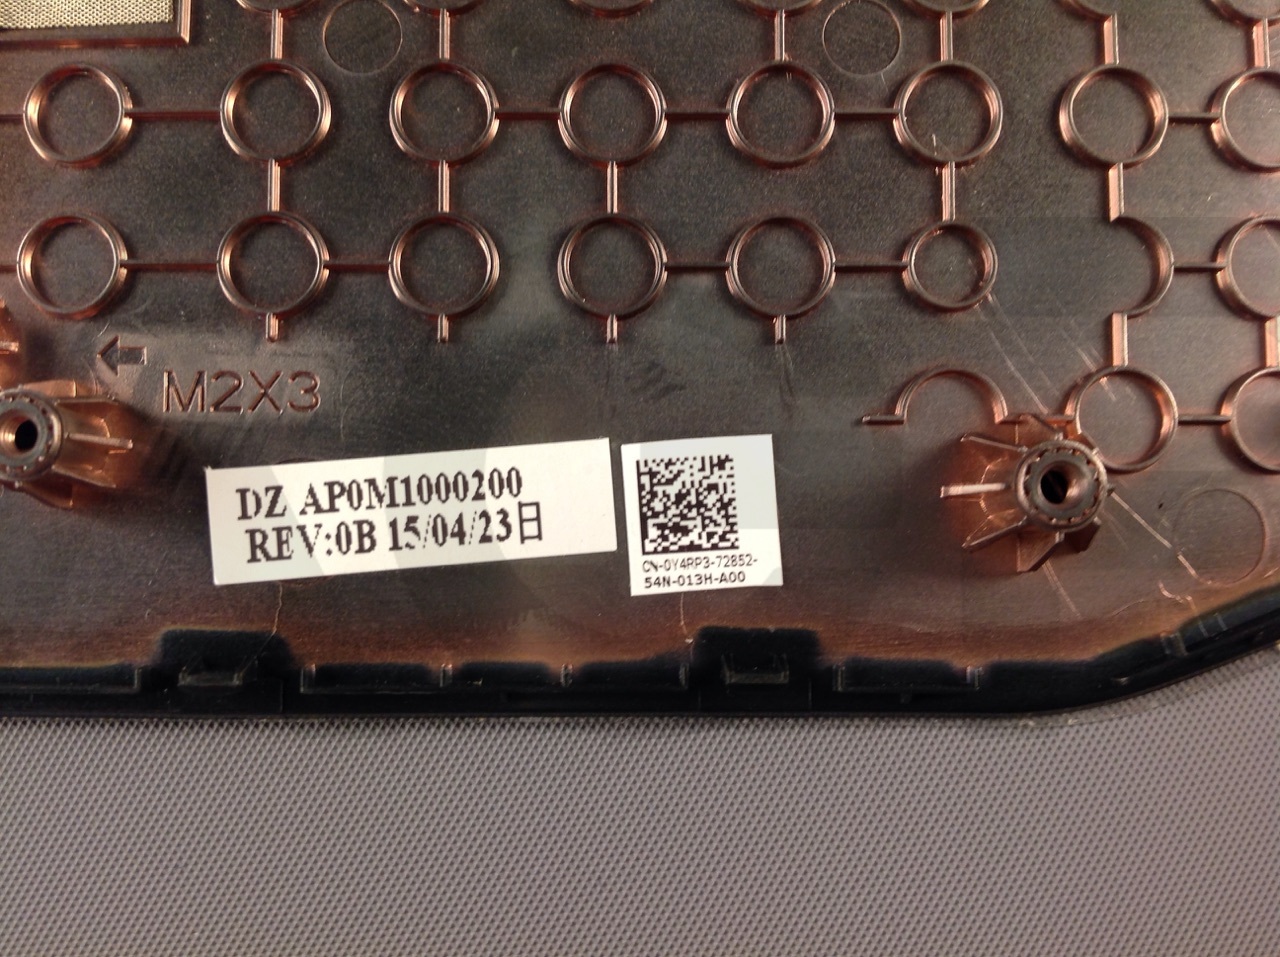 M2X3
DZ AP0M1000200
REV:0B 15/04/23日
CN-0Y4RP3-72852-
54N-013H-A00